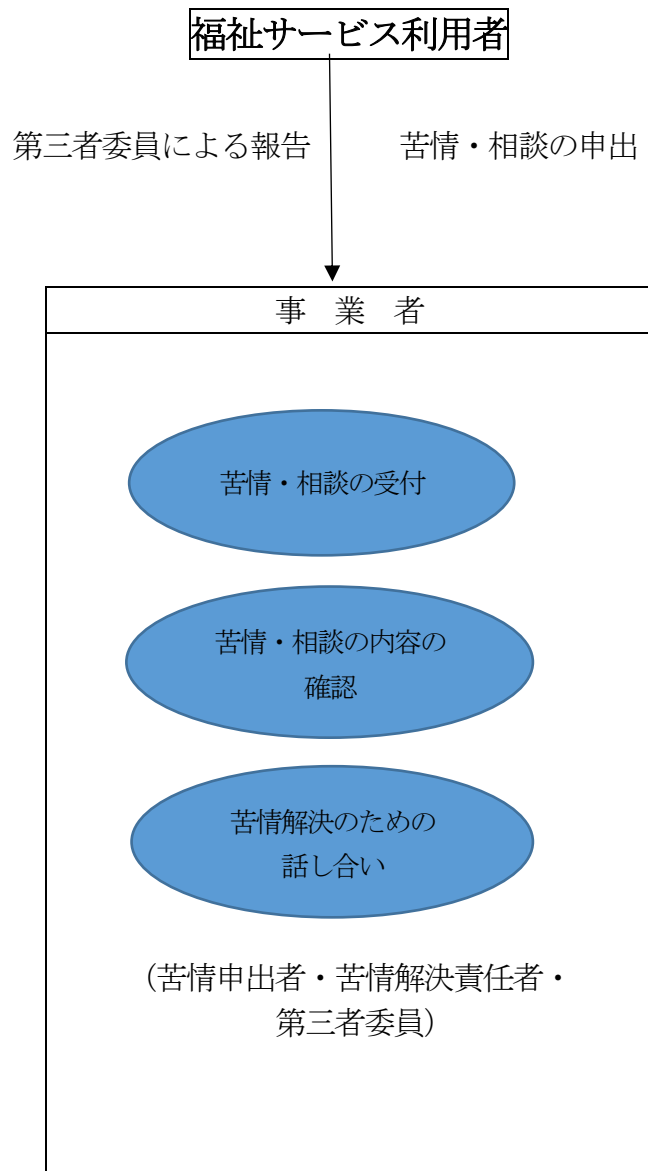 福祉サービス利用者
第三者委員による報告　苦情・相談の申出
事　業　者
苦情・相談の受付
苦情・相談の内容の
確認
苦情解決のための
話し合い
（苦情申出者・苦情解決責任者・
第三者委員）